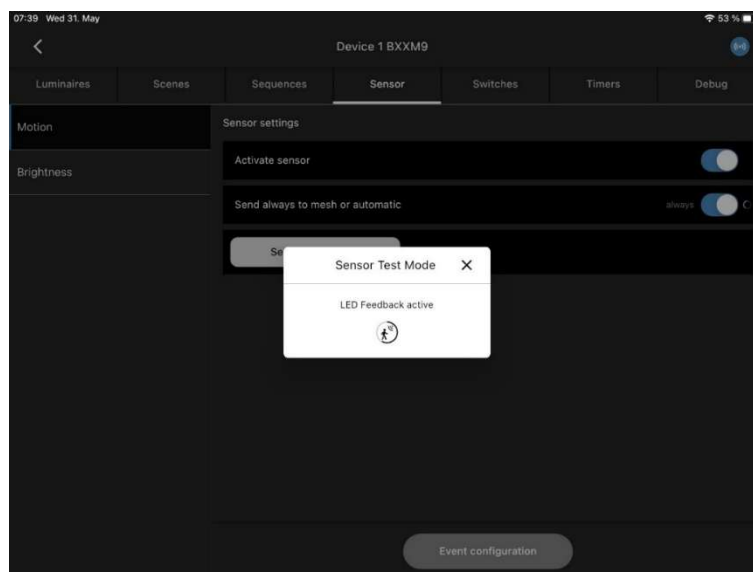 07:39 Wed 31. May
53 %
Device 1 BXXM9
Luminaires Scenes Sequences Sensor Switches Timers Debug
Motion
Brightness
Sensor settings
Activate sensor
Send always to mesh or automatic always
Sensor Test Mode
LED Feedback active
Event configuration